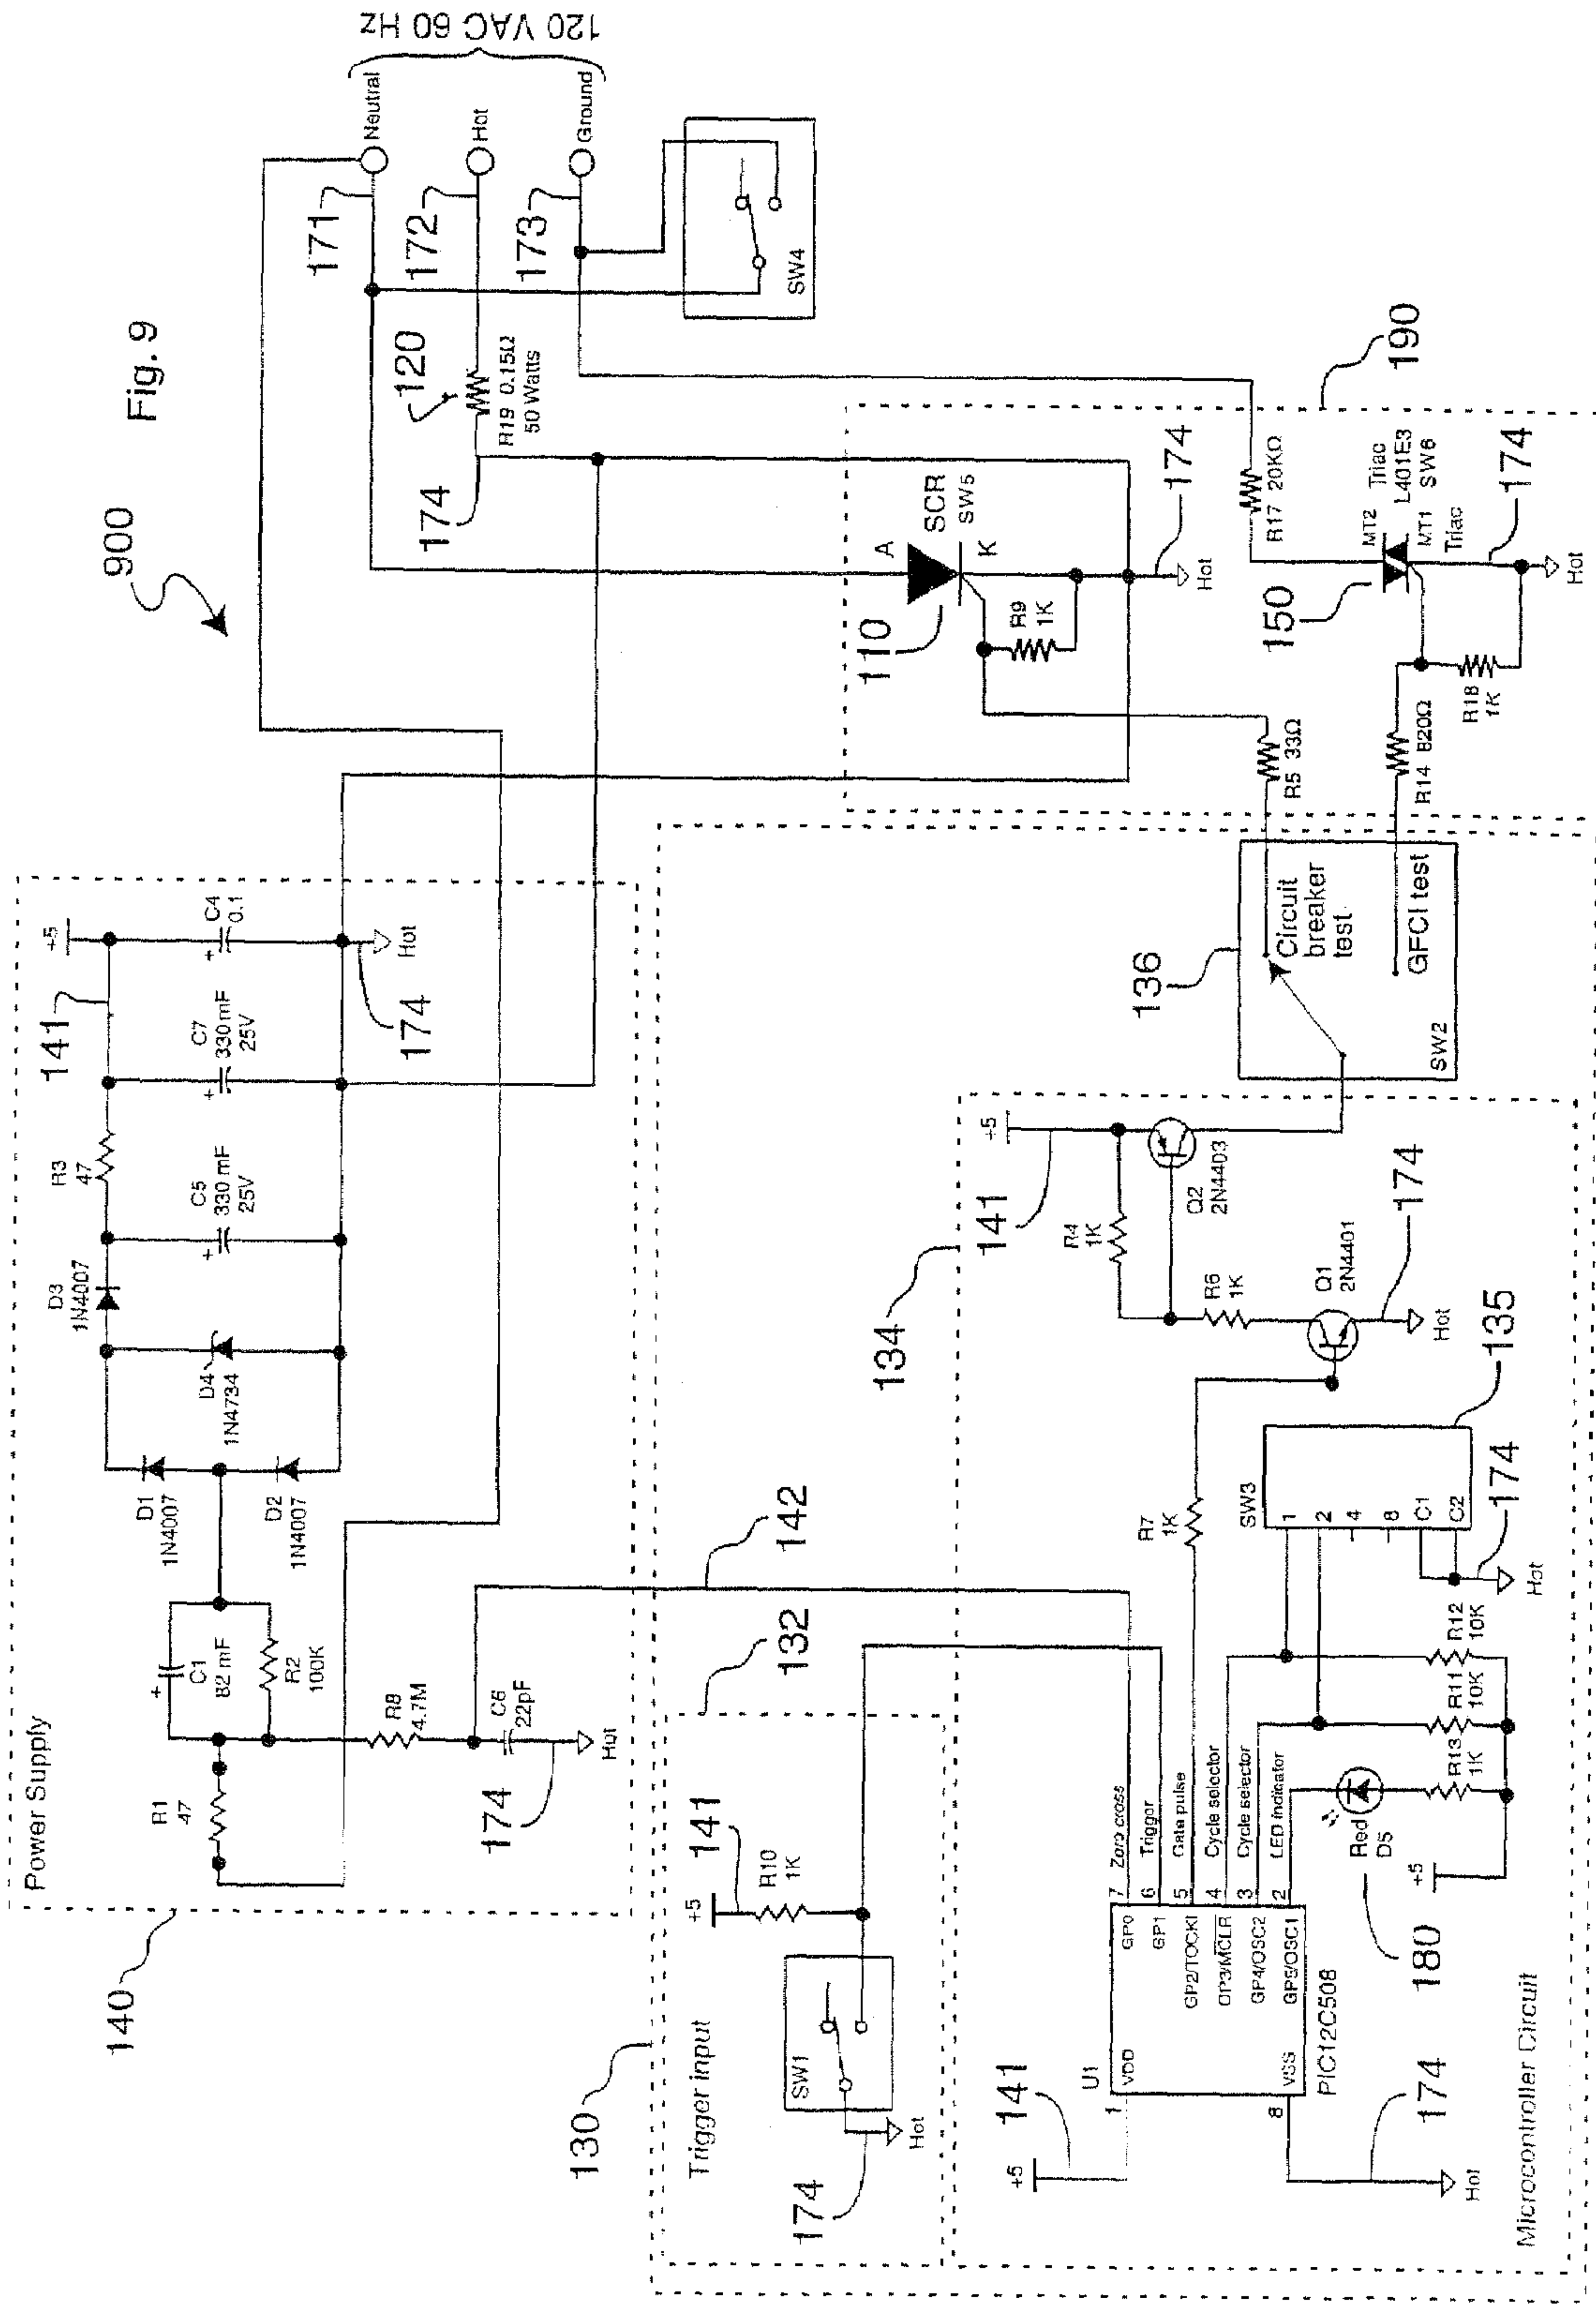 Fig. 9
900
120 VAC 60 Hz
Neutral
Hot
Ground
171
172
173
120
R19 0.15Ω
50 Watts
174
SW4
Power Supply
140
R1
47
C1
82 mF
+
R2
100K
R8
4.7M
C6
22pF
174
Hot
D1
1N4007
D2
1N4007
D4
1N4734
D3
1N4007
R3
47
C5
330 mF
25V
+
C7
330 mF
25V
+
C4
0.1
+
+5
141
174
Hot
142
190
110
SCR
SW5
A
K
R9
1K
174
Hot
R5 33Ω
R17 20KΩ
150
MT2
MT1
Triac
L401E3
SW6
Triac
174
Hot
R14 820Ω
R18
1K
130
132
Trigger input
SW1
174
Hot
+5
141
R10
1K
136
Circuit
breaker
test
GFCI test
SW2
134
+5
141
R4
1K
Q2
2N4403
R6
1K
Q1
2N4401
174
Hot
R7
1K
135
SW3
1
2
4
8
C1
C2
174
Hot
R12
10K
R11
10K
R13
1K
Red
D5
180
+5
7 Zero cross
6 Trigger
5 Gate pulse
4 Cycle selector
3 Cycle selector
2 LED indicator
GP0
GP1
GP2/TOCKI
GP3/MCLR
GP4/OSC2
GP5/OSC1
U1
VDD
VSS
PIC12C508
1
8
+5
141
174
Hot
Microcontroller Circuit